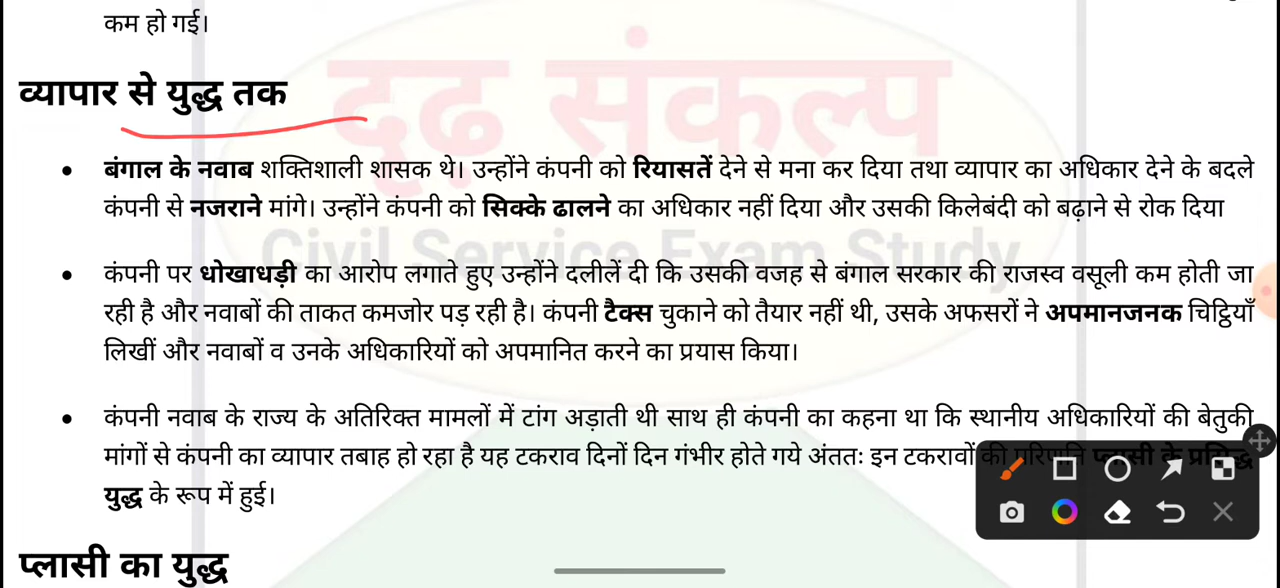 कम हो गई।
व्यापार से युद्ध तक
दृढ़ संकल्प
• बंगाल के नवाब शक्तिशाली शासक थे। उन्होंने कंपनी को रियासतें देने से मना कर दिया तथा व्यापार का अधिकार देने के बदले
कंपनी से नजराने मांगे। उन्होंने कंपनी को सिक्के ढालने का अधिकार नहीं दिया और उसकी किलेबंदी को बढ़ाने से रोक दिया
Civil Service Exam Study
• कंपनी पर धोखाधड़ी का आरोप लगाते हुए उन्होंने दलीलें दी कि उसकी वजह से बंगाल सरकार की राजस्व वसूली कम होती जा
रही है और नवाबों की ताकत कमजोर पड़ रही है। कंपनी टैक्स चुकाने को तैयार नहीं थी, उसके अफसरों ने अपमानजनक चिट्ठियाँ
लिखीं और नवाबों व उनके अधिकारियों को अपमानित करने का प्रयास किया।
• कंपनी नवाब के राज्य के अतिरिक्त मामलों में टांग अड़ाती थी साथ ही कंपनी का कहना था कि स्थानीय अधिकारियों की बेतुकी
मांगों से कंपनी का व्यापार तबाह हो रहा है यह टकराव दिनों दिन गंभीर होते गये अंततः इन टकरावों की परिणति प्लासी के प्रसिद्ध
युद्ध के रूप में हुई।
प्लासी का युद्ध